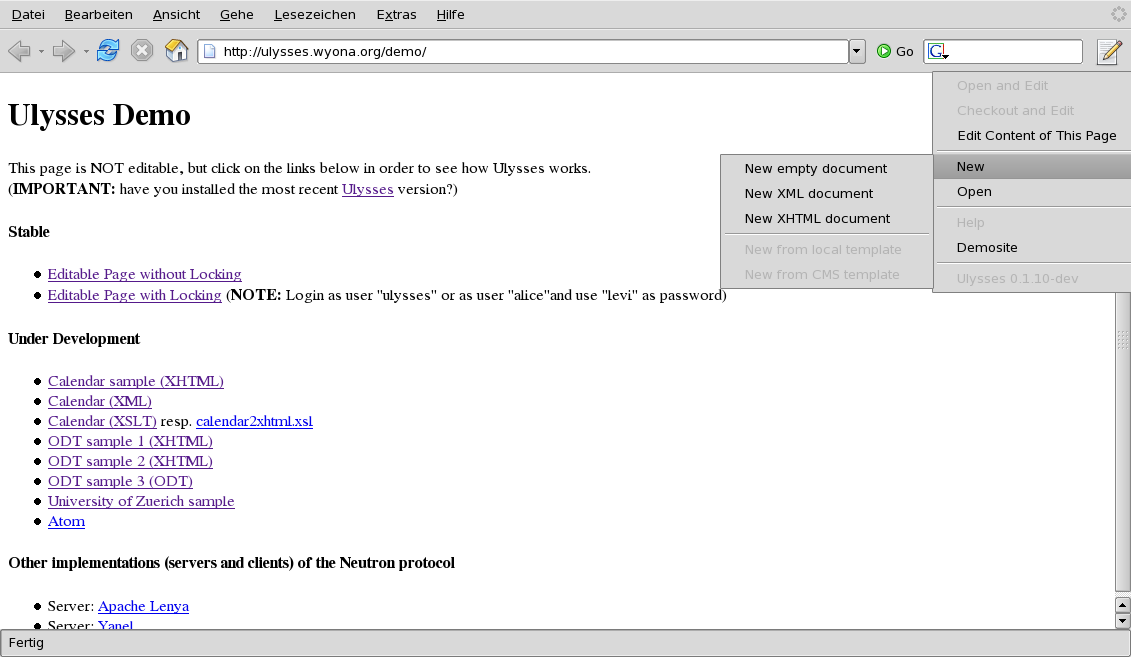 Datei Bearbeiten Ansicht Gehe Lesezeichen Extras Hilfe
http://ulysses.wyona.org/demo/ Go G
Open and Edit
Checkout and Edit
Edit Content of This Page
New
Open
Help
Demosite
Ulysses 0.1.10-dev
New empty document
New XML document
New XHTML document
New from local template
New from CMS template
Ulysses Demo
This page is NOT editable, but click on the links below in order to see how Ulysses works.
(IMPORTANT: have you installed the most recent Ulysses version?)
Stable
Editable Page without Locking
Editable Page with Locking (NOTE: Login as user "ulysses" or as user "alice"and use "levi" as password)
Under Development
Calendar sample (XHTML)
Calendar (XML)
Calendar (XSLT) resp. calendar2xhtml.xsl
ODT sample 1 (XHTML)
ODT sample 2 (XHTML)
ODT sample 3 (ODT)
University of Zuerich sample
Atom
Other implementations (servers and clients) of the Neutron protocol
Server: Apache Lenya
Server: Yanel
Fertig